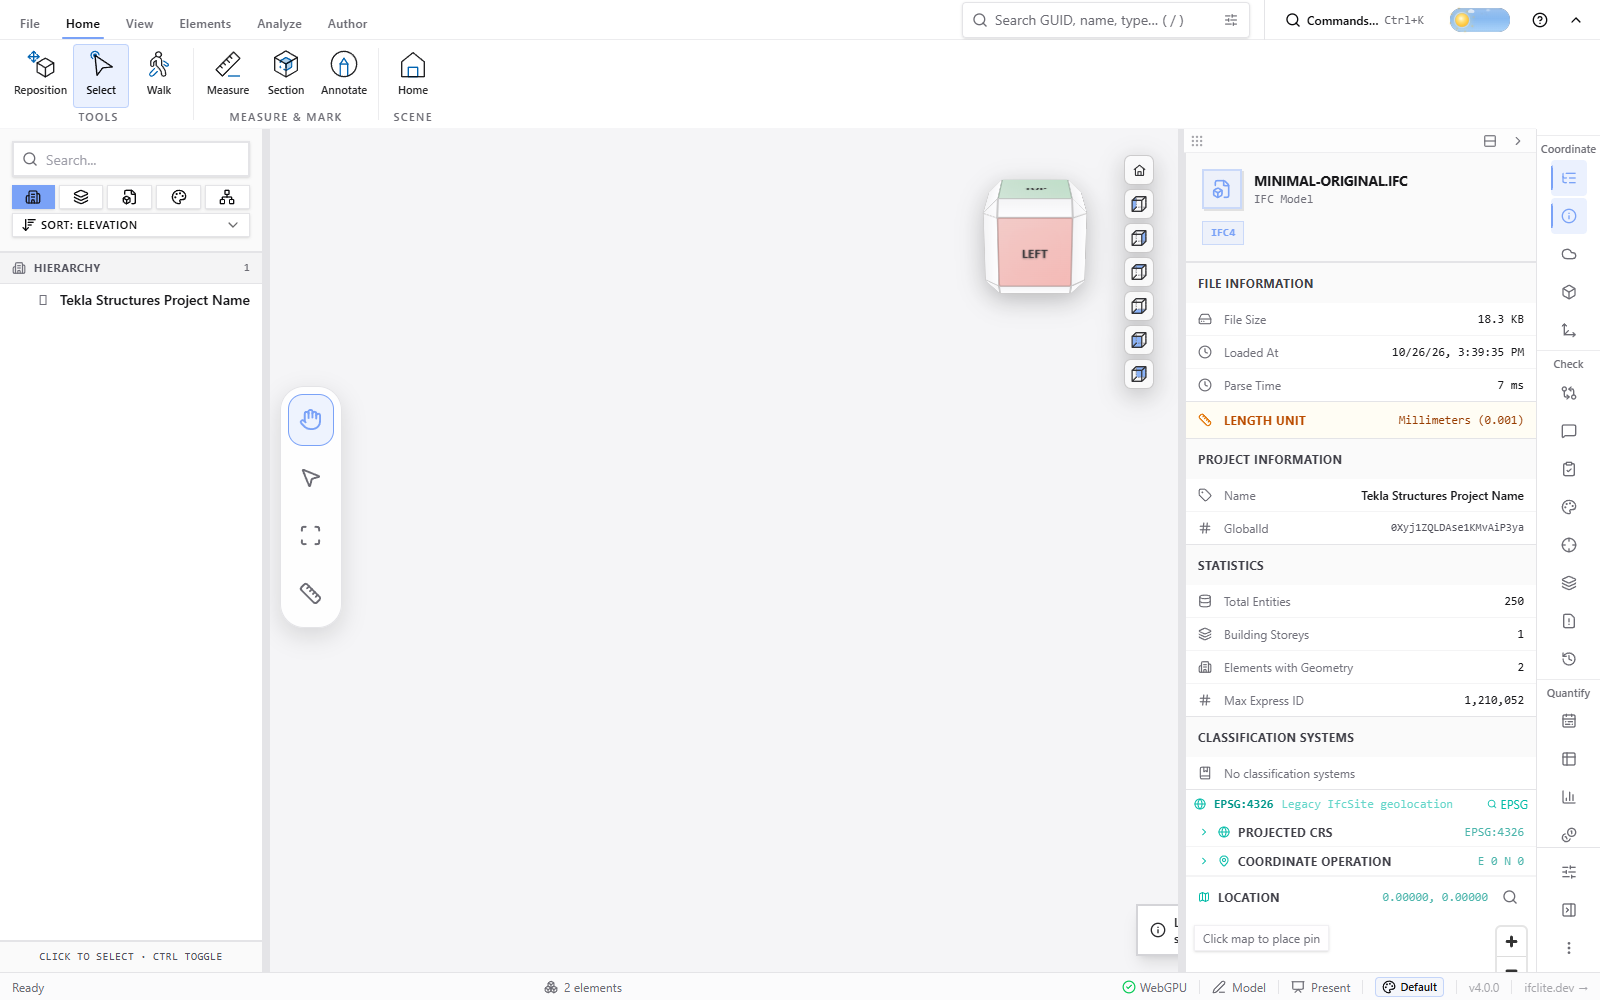 File Home View Elements Analyze Author
Search GUID, name, type... ( / )
Commands... Ctrl+K
Reposition Select Walk Measure Section Annotate Home
TOOLS MEASURE & MARK SCENE
Search...
SORT: ELEVATION
HIERARCHY 1
Tekla Structures Project Name
CLICK TO SELECT · CTRL TOGGLE
TOP
LEFT
MINIMAL-ORIGINAL.IFC
IFC Model
IFC4
FILE INFORMATION
File Size 18.3 KB
Loaded At 10/26/26, 3:39:35 PM
Parse Time 7 ms
LENGTH UNIT Millimeters (0.001)
PROJECT INFORMATION
Name Tekla Structures Project Name
GlobalId 0Xyj1ZQLDAse1KMvAiP3ya
STATISTICS
Total Entities 250
Building Storeys 1
Elements with Geometry 2
Max Express ID 1,210,052
CLASSIFICATION SYSTEMS
No classification systems
EPSG:4326 Legacy IfcSite geolocation EPSG
PROJECTED CRS EPSG:4326
COORDINATE OPERATION E 0 N 0
LOCATION 0.00000, 0.00000
Click map to place pin
Coordinate
Check
Quantify
Ready
2 elements
WebGPU Model Present Default v4.0.0 ifclite.dev →